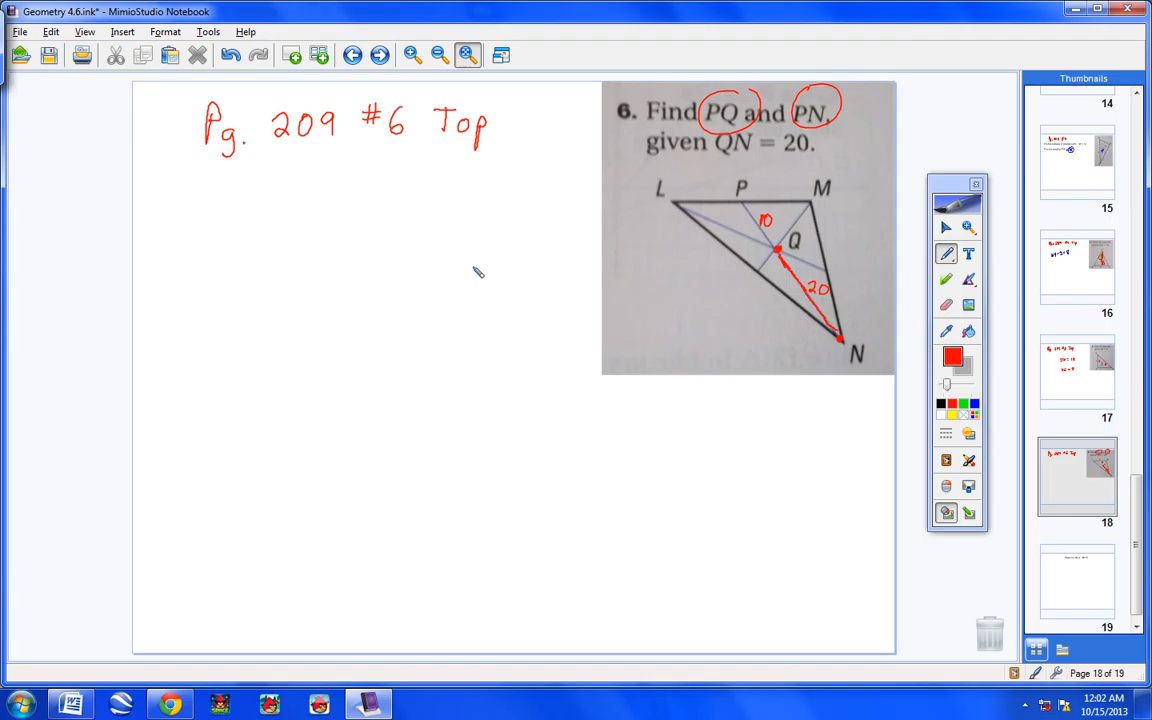 Geometry 4.6.ink* - MimioStudio Notebook
File Edit View Insert Format Tools Help
Pg. 209 #6 Top
6. Find PQ and PN,
given QN = 20.
L P M
10
Q
20
N
Thumbnails
14
15
16
17
18
19
Page 18 of 19
12:02 AM
10/15/2013